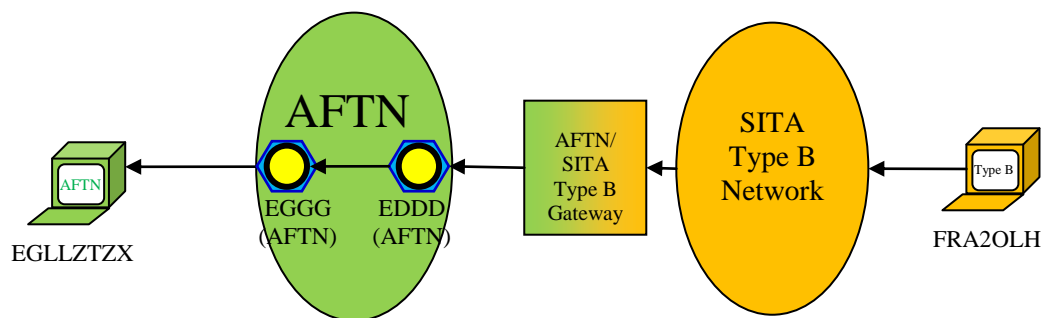 AFTN
EGLLZTZX
AFTN
EGGG
(AFTN)
EDDD
(AFTN)
AFTN/
SITA
Type B
Gateway
SITA
Type B
Network
Type B
FRA2OLH